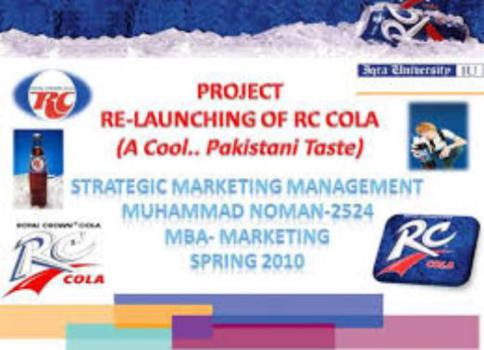 Iqra University IU
PROJECT
RE-LAUNCHING OF RC COLA
(A Cool.. Pakistani Taste)
STRATEGIC MARKETING MANAGEMENT
MUHAMMAD NOMAN-2524
MBA- MARKETING
SPRING 2010
RC
ROYAL CROWN COLA
RC
COLA
RC
COLA